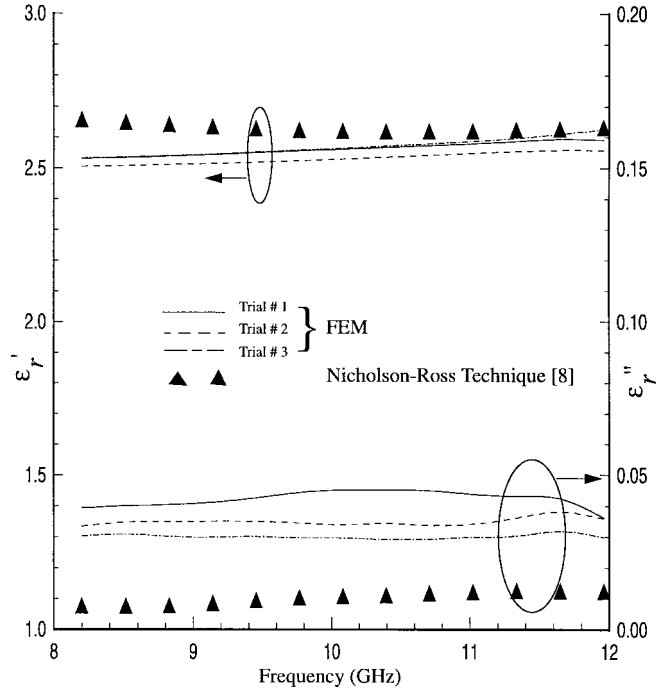 3.0
2.5
2.0
1.5
1.0
εr'
0.20
0.15
0.10
0.05
0.00
εr''
Trial # 1
Trial # 2
Trial # 3
} FEM
Nicholson-Ross Technique [8]
8
9
10
11
12
Frequency (GHz)